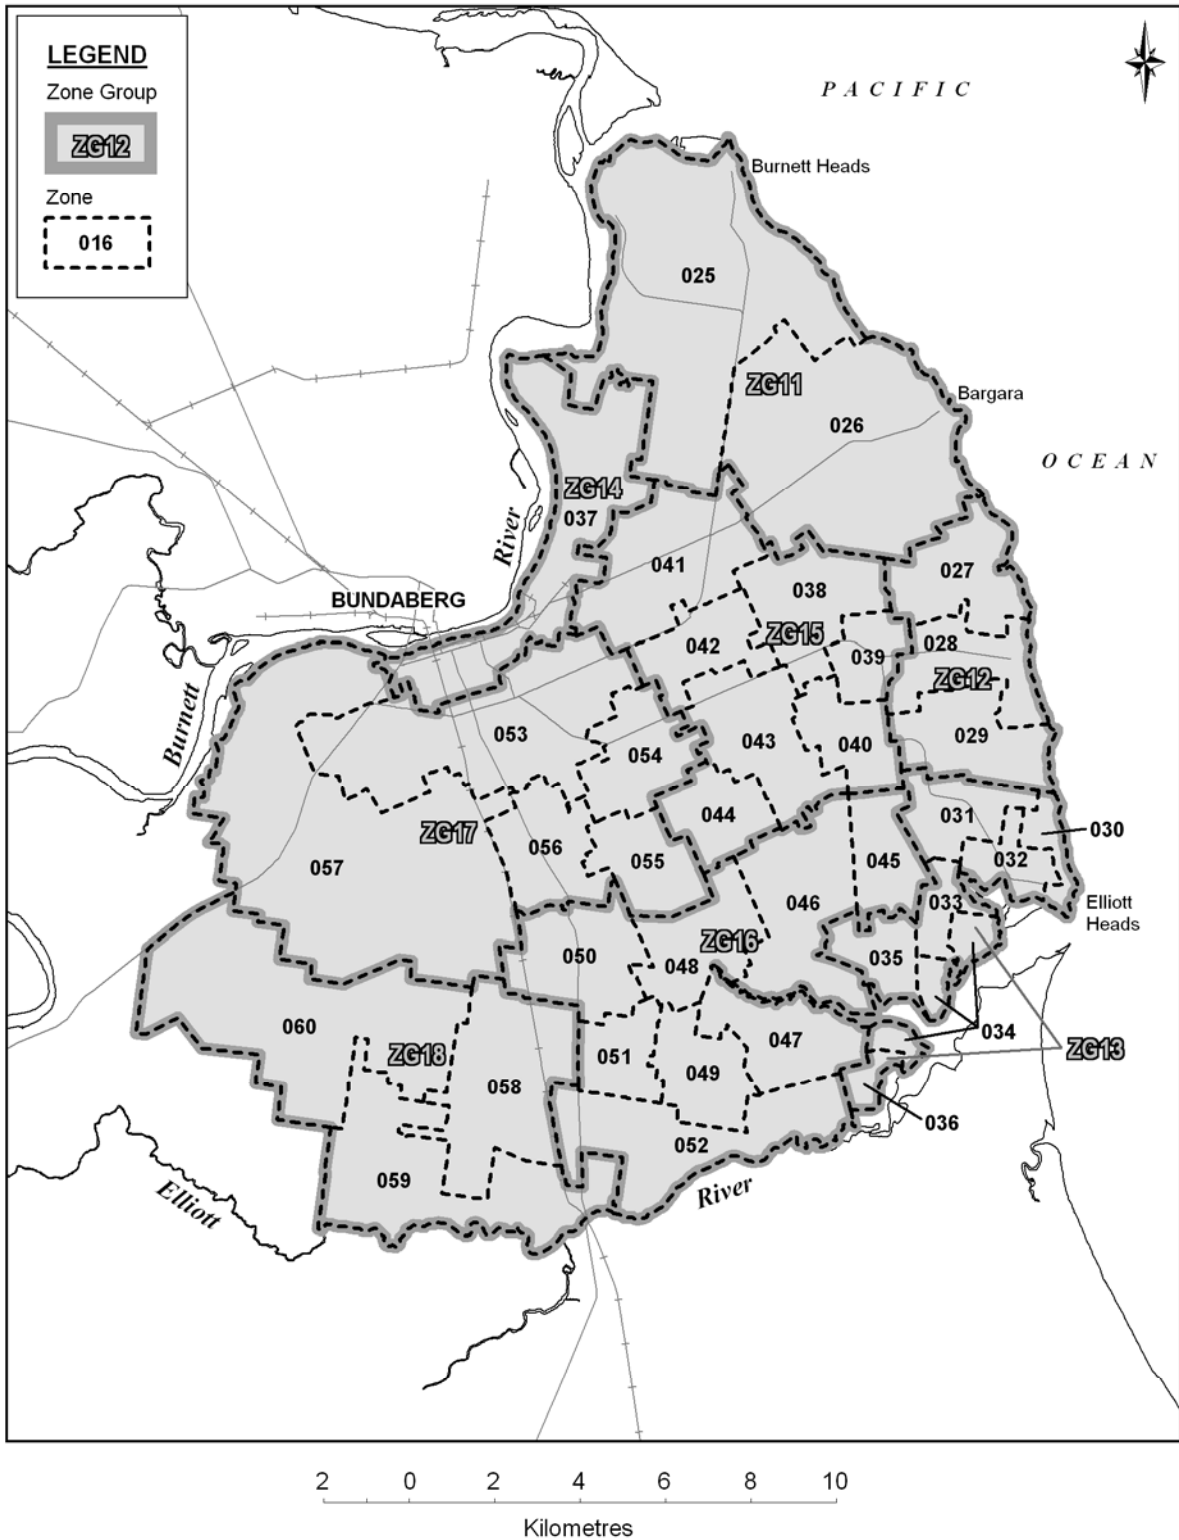 LEGEND
Zone Group
ZG12
Zone
016
PACIFIC
Burnett Heads
025
ZG11
026
Bargara
OCEAN
ZG14
037
River
041
027
038
BUNDABERG
042
ZG15
028
039
ZG12
Burnett
053
054
043
040
029
044
031
030
ZG17
056
032
057
055
045
046
033
Elliott
Heads
ZG16
050
048
035
060
034
047
ZG13
ZG18
051
049
058
036
052
059
River
Elliott
2 0 2 4 6 8 10
Kilometres